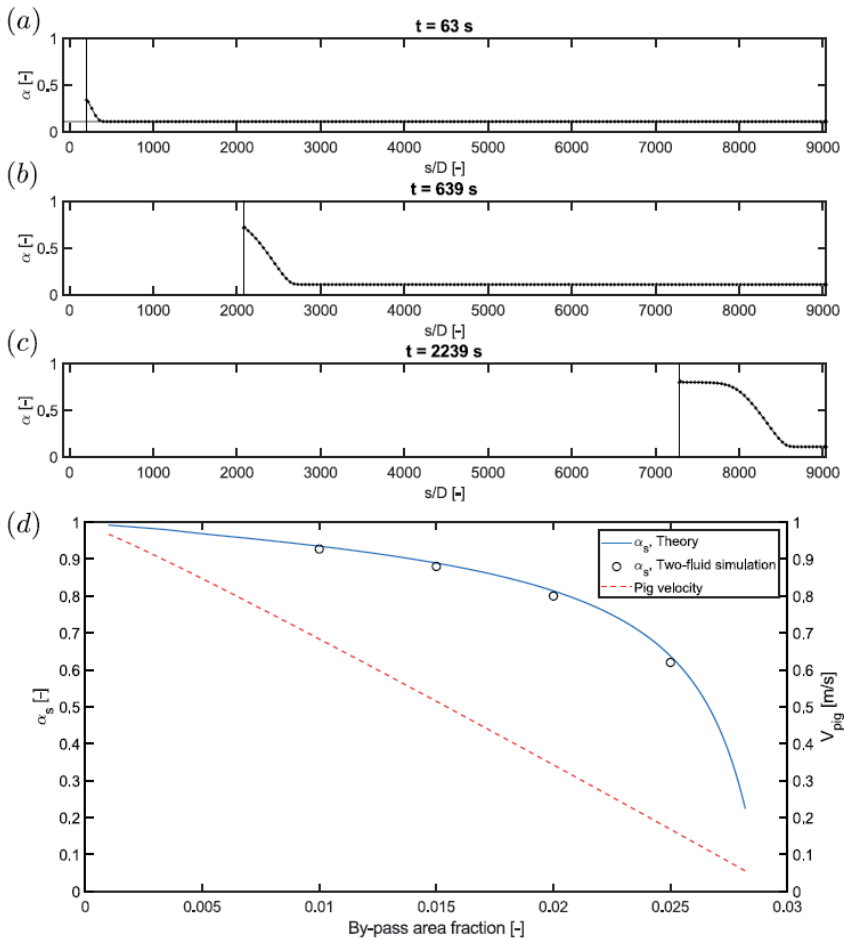 (a)
t = 63 s
1
0.5
0
α [-]
0 1000 2000 3000 4000 5000 6000 7000 8000 9000
s/D [-]
(b)
t = 639 s
1
0.5
0
α [-]
0 1000 2000 3000 4000 5000 6000 7000 8000 9000
s/D [-]
(c)
t = 2239 s
1
0.5
0
α [-]
0 1000 2000 3000 4000 5000 6000 7000 8000 9000
s/D [-]
(d)
1
0.9
0.8
0.7
0.6
0.5
0.4
0.3
0.2
0.1
0
αs [-]
αs, Theory
αs, Two-fluid simulation
Pig velocity
1
0.9
0.8
0.7
0.6
0.5
0.4
0.3
0.2
0.1
0
Vpig [m/s]
0 0.005 0.01 0.015 0.02 0.025 0.03
By-pass area fraction [-]